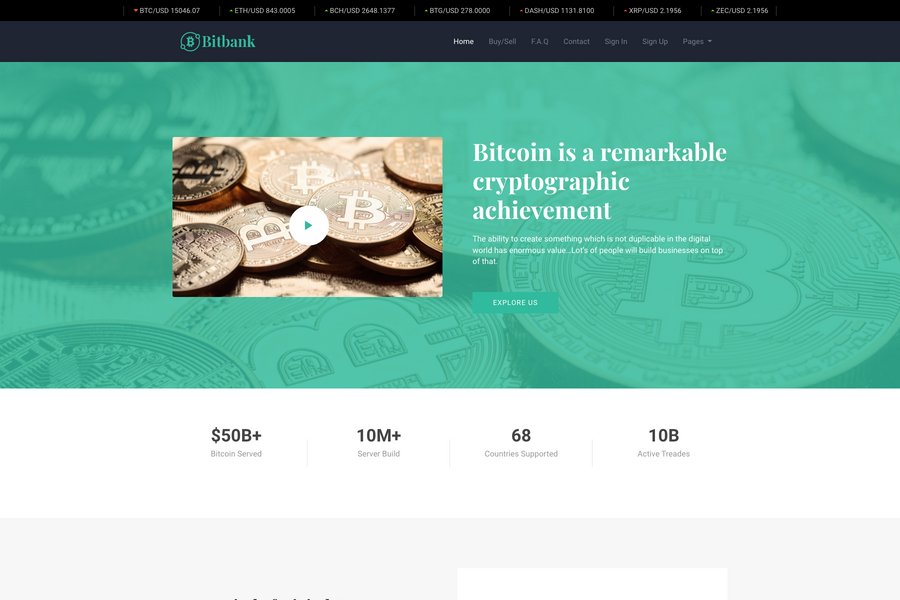 BTC/USD 15046.07 ETH/USD 843.0005 BCH/USD 2648.1377 BTG/USD 278.0000 DASH/USD 1131.8100 XRP/USD 2.1956 ZEC/USD 2.1956
Bitbank
Home Buy/Sell F.A.Q Contact Sign In Sign Up Pages
Bitcoin is a remarkable
cryptographic
achievement
The ability to create something which is not duplicable in the digital
world has enormous value...Lot's of people will build businesses on top
of that.
EXPLORE US
$50B+ 10M+ 68 10B
Bitcoin Served Server Build Countries Supported Active Treades